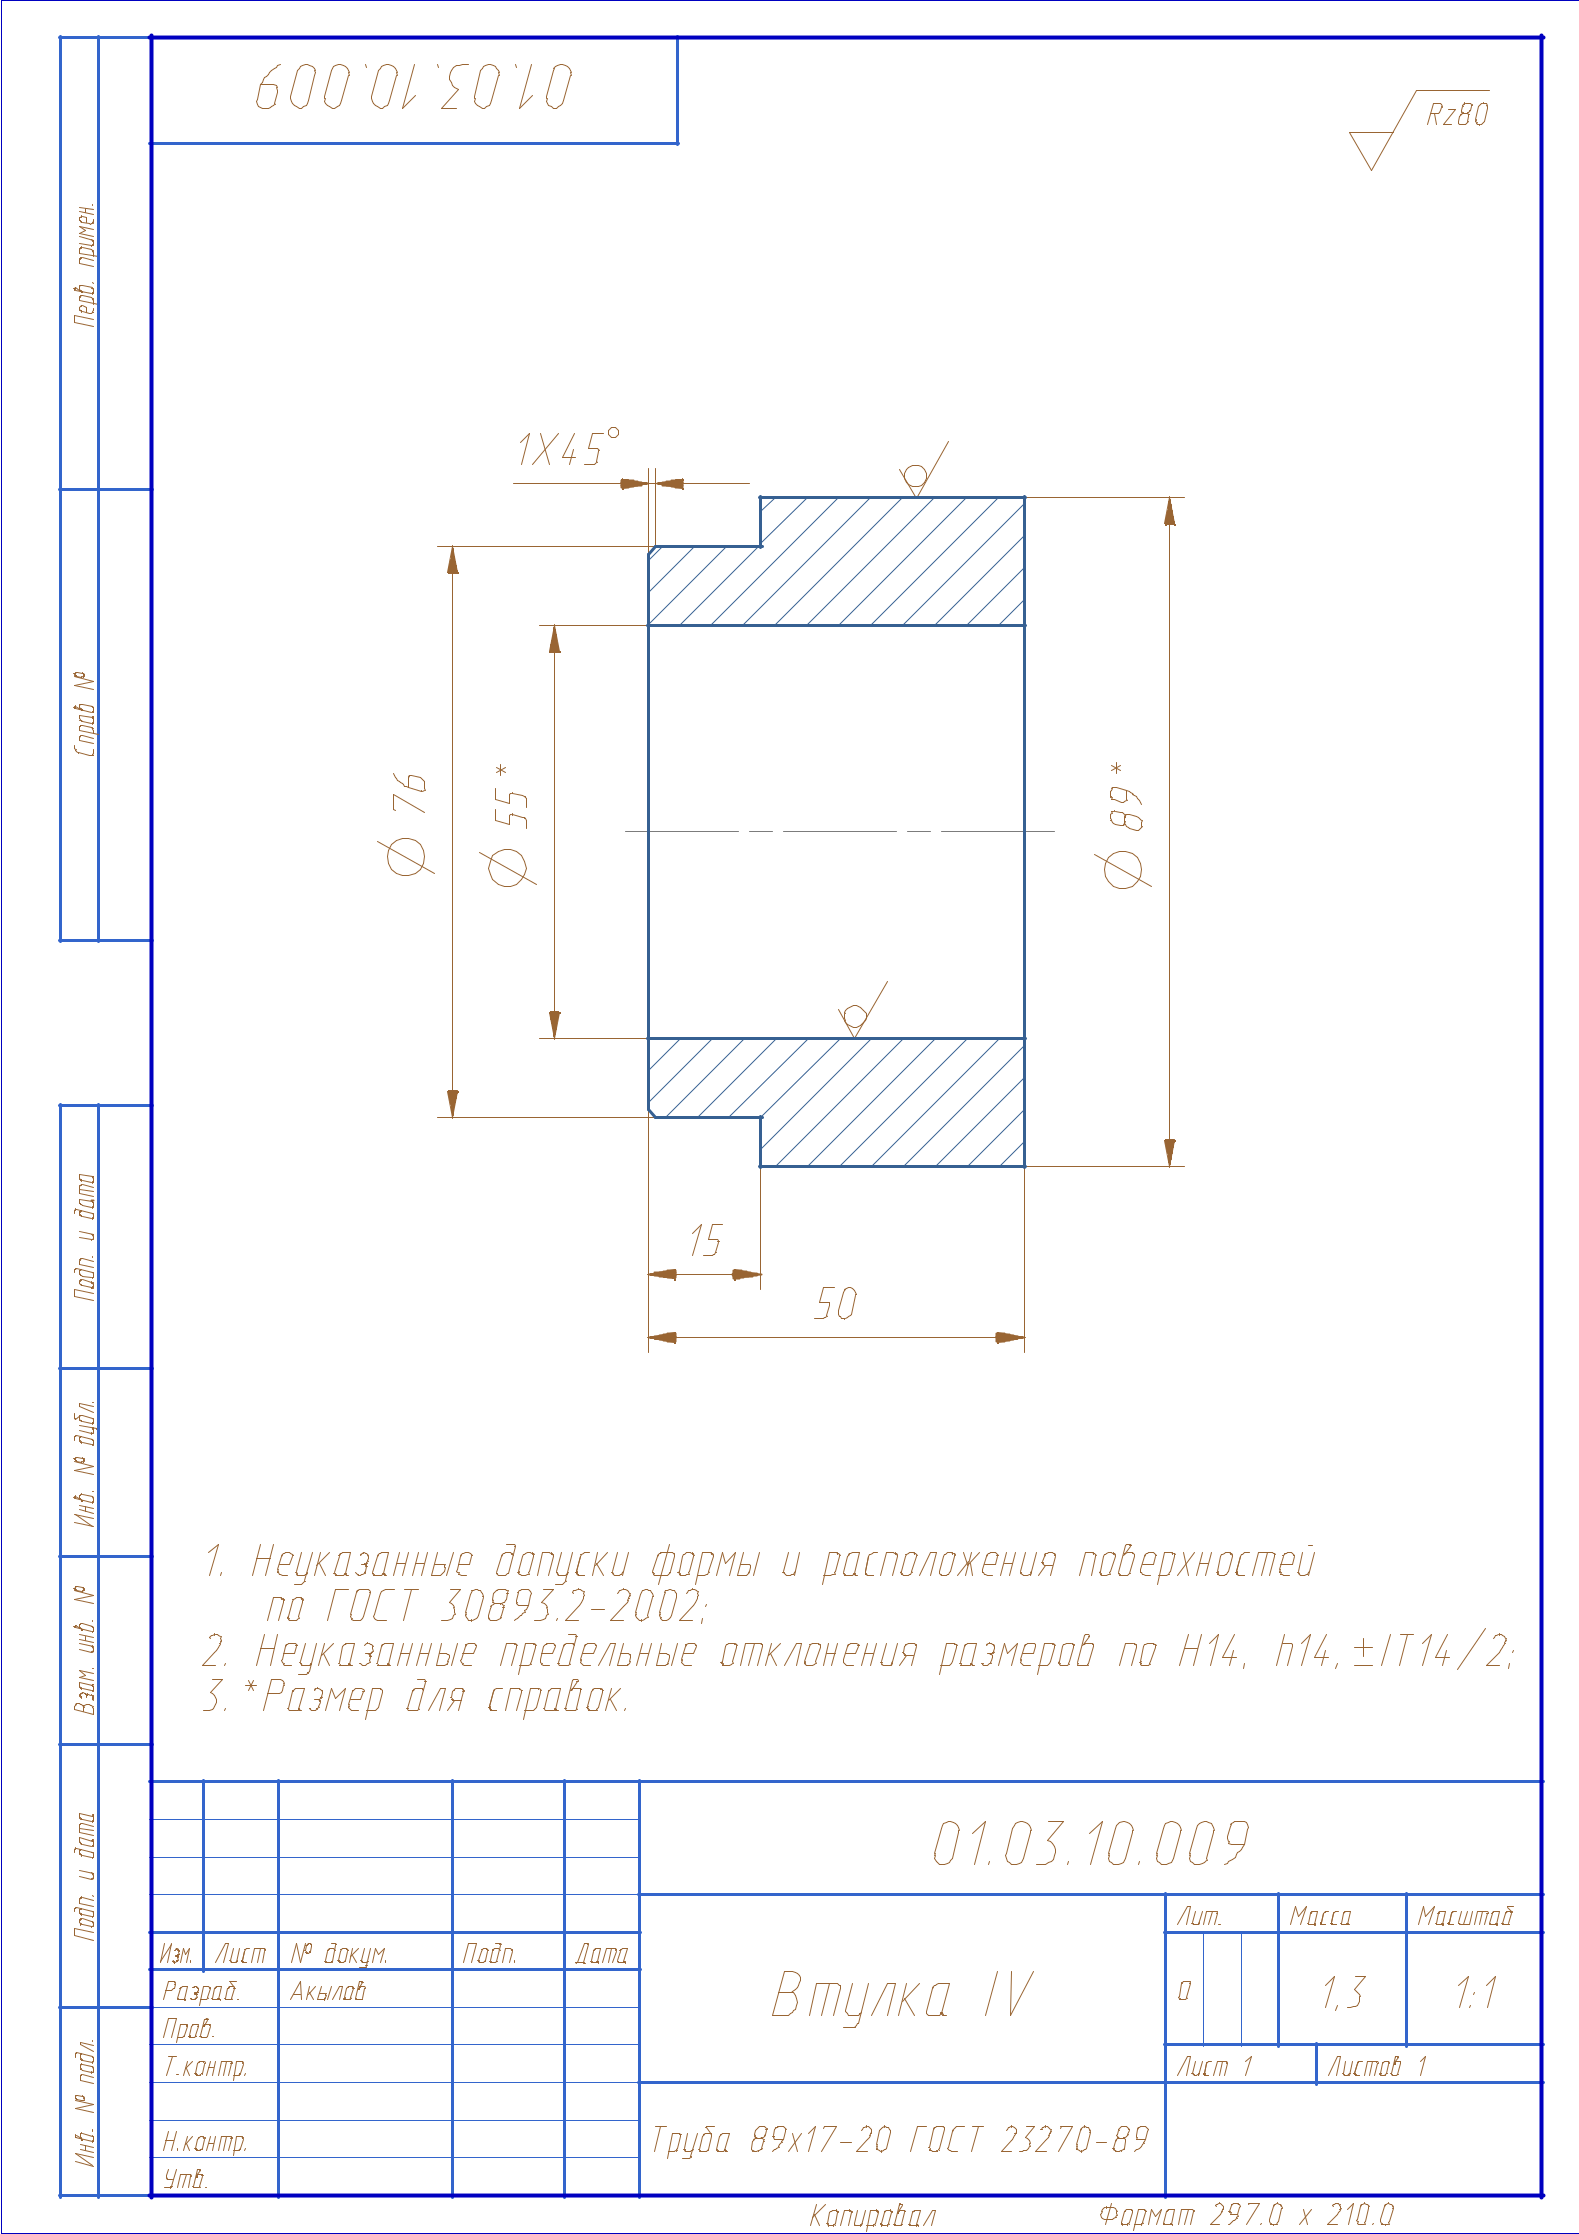 01.03.10.009
Rz80
Перв. примен.
Справ №
Подп. и дата
Инв. № дубл.
Взам. инв. №
Подп. и дата
Инв. № подл.
1X45°
Ø 76
Ø 55*
Ø 89*
15
50
1. Неуказанные допуски формы и расположения поверхностей
по ГОСТ 30893.2-2002;
2. Неуказанные предельные отклонения размеров по H14, h14,±IT14/2;
3.*Размер для справок.
01.03.10.009
Лит. Масса Масштаб
Изм. Лист № докум. Подп. Дата
Разраб. Акылов
Пров.
Т.контр.
Н.контр.
Утв.
Втулка IV
а 1,3 1:1
Лист 1 Листов 1
Труба 89x17-20 ГОСТ 23270-89
Копировал Формат 297.0 x 210.0